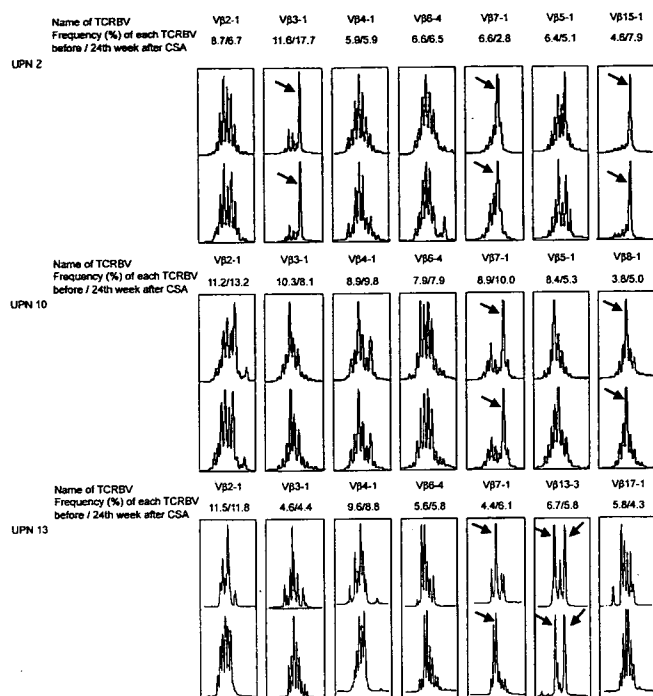 Name of TCRBV Vβ2-1 Vβ3-1 Vβ4-1 Vβ6-4 Vβ7-1 Vβ5-1 Vβ15-1
Frequency (%) of each TCRBV
before / 24th week after CSA 8.7/6.7 11.6/17.7 5.9/5.9 6.6/6.5 6.6/2.8 6.4/5.1 4.6/7.9
UPN 2
Name of TCRBV Vβ2-1 Vβ3-1 Vβ4-1 Vβ6-4 Vβ7-1 Vβ5-1 Vβ8-1
Frequency (%) of each TCRBV
before / 24th week after CSA 11.2/13.2 10.3/8.1 8.9/9.8 7.9/7.9 8.9/10.0 8.4/5.3 3.8/5.0
UPN 10
Name of TCRBV Vβ2-1 Vβ3-1 Vβ4-1 Vβ6-4 Vβ7-1 Vβ13-3 Vβ17-1
Frequency (%) of each TCRBV
before / 24th week after CSA 11.5/11.8 4.6/4.4 9.6/8.8 5.6/5.8 4.4/6.1 6.7/5.8 5.8/4.3
UPN 13